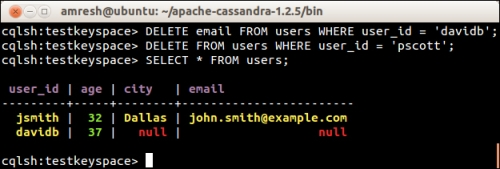 amresh@ubuntu: ~/apache-cassandra-1.2.5/bin
cqlsh:testkeyspace> DELETE email FROM users WHERE user_id = 'davidb';
cqlsh:testkeyspace> DELETE FROM users WHERE user_id = 'pscott';
cqlsh:testkeyspace> SELECT * FROM users;
user_id | age | city | email
---------+-----+--------+------------------------
jsmith | 32 | Dallas | john.smith@example.com
davidb | 37 | null | null
cqlsh:testkeyspace>